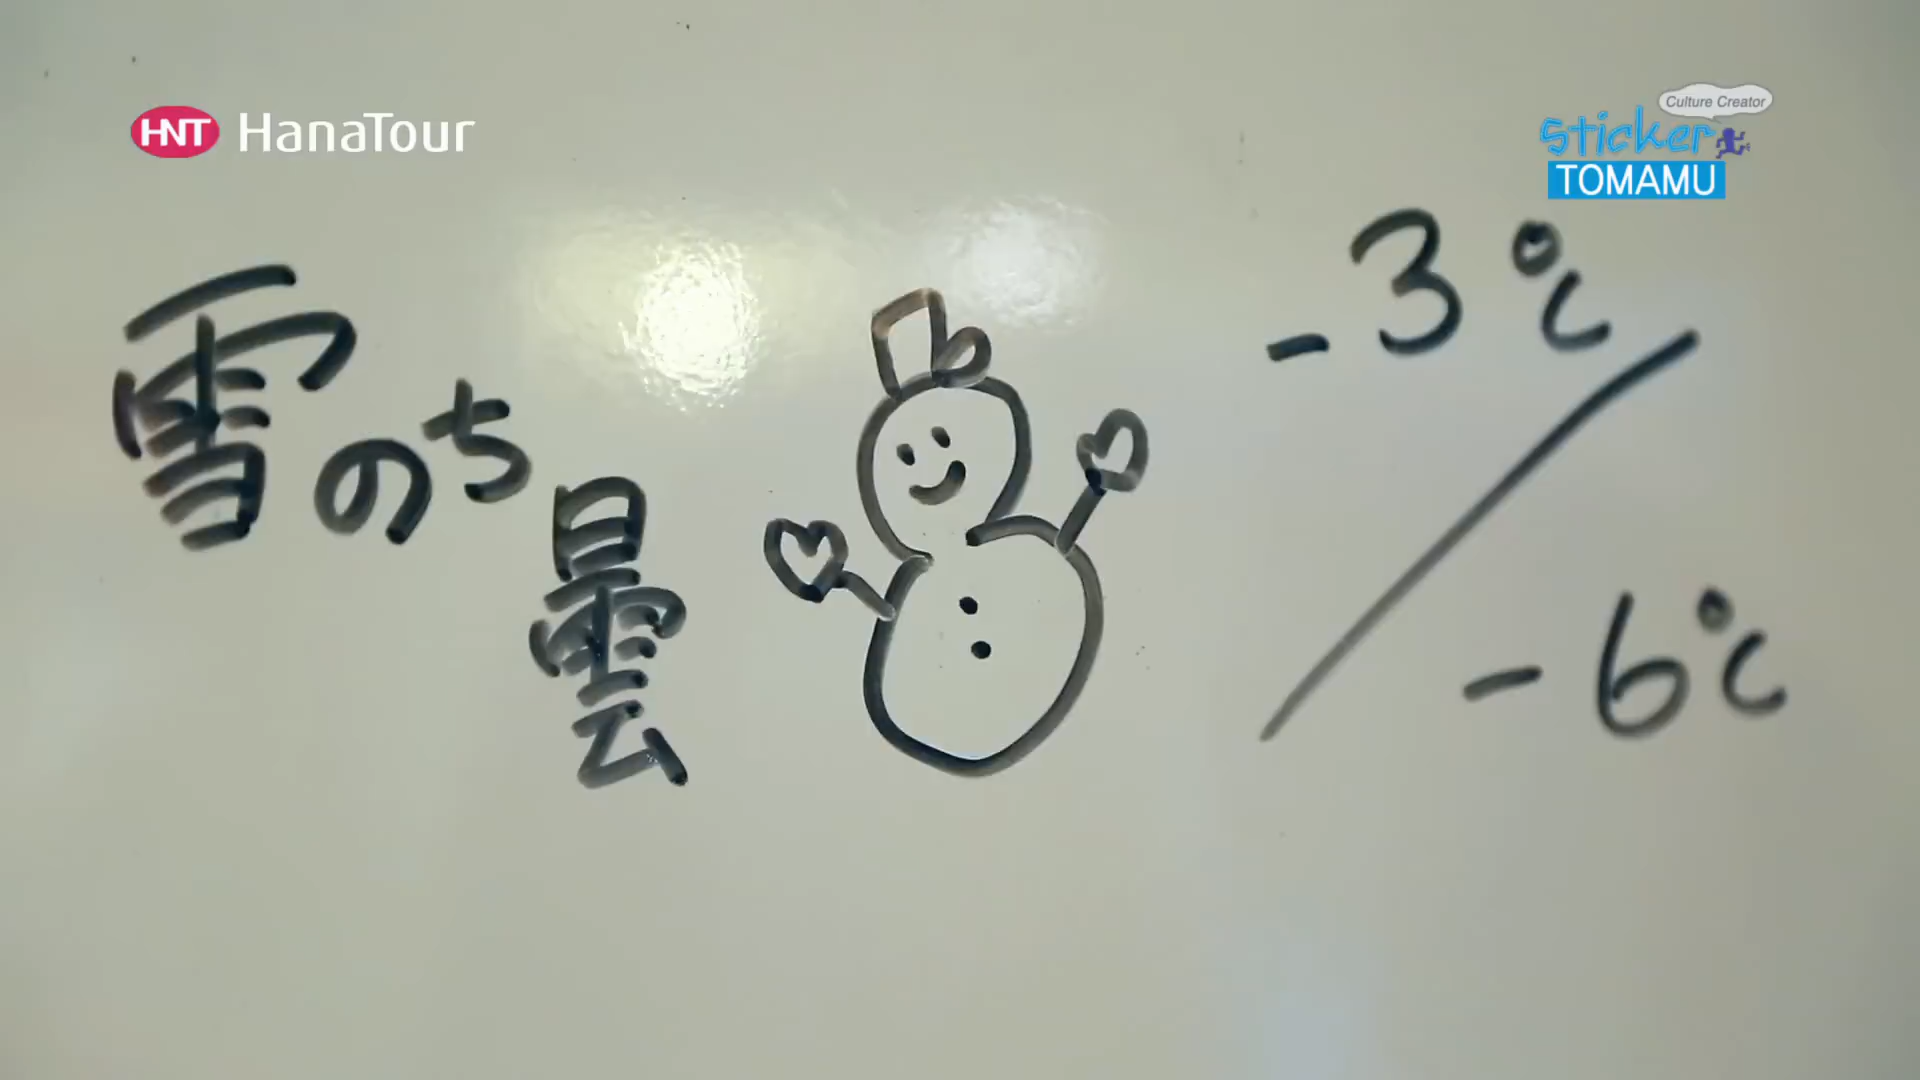 HNT HanaTour
Culture Creator
Sticker
TOMAMU
雪のち曇
-3℃
-6℃